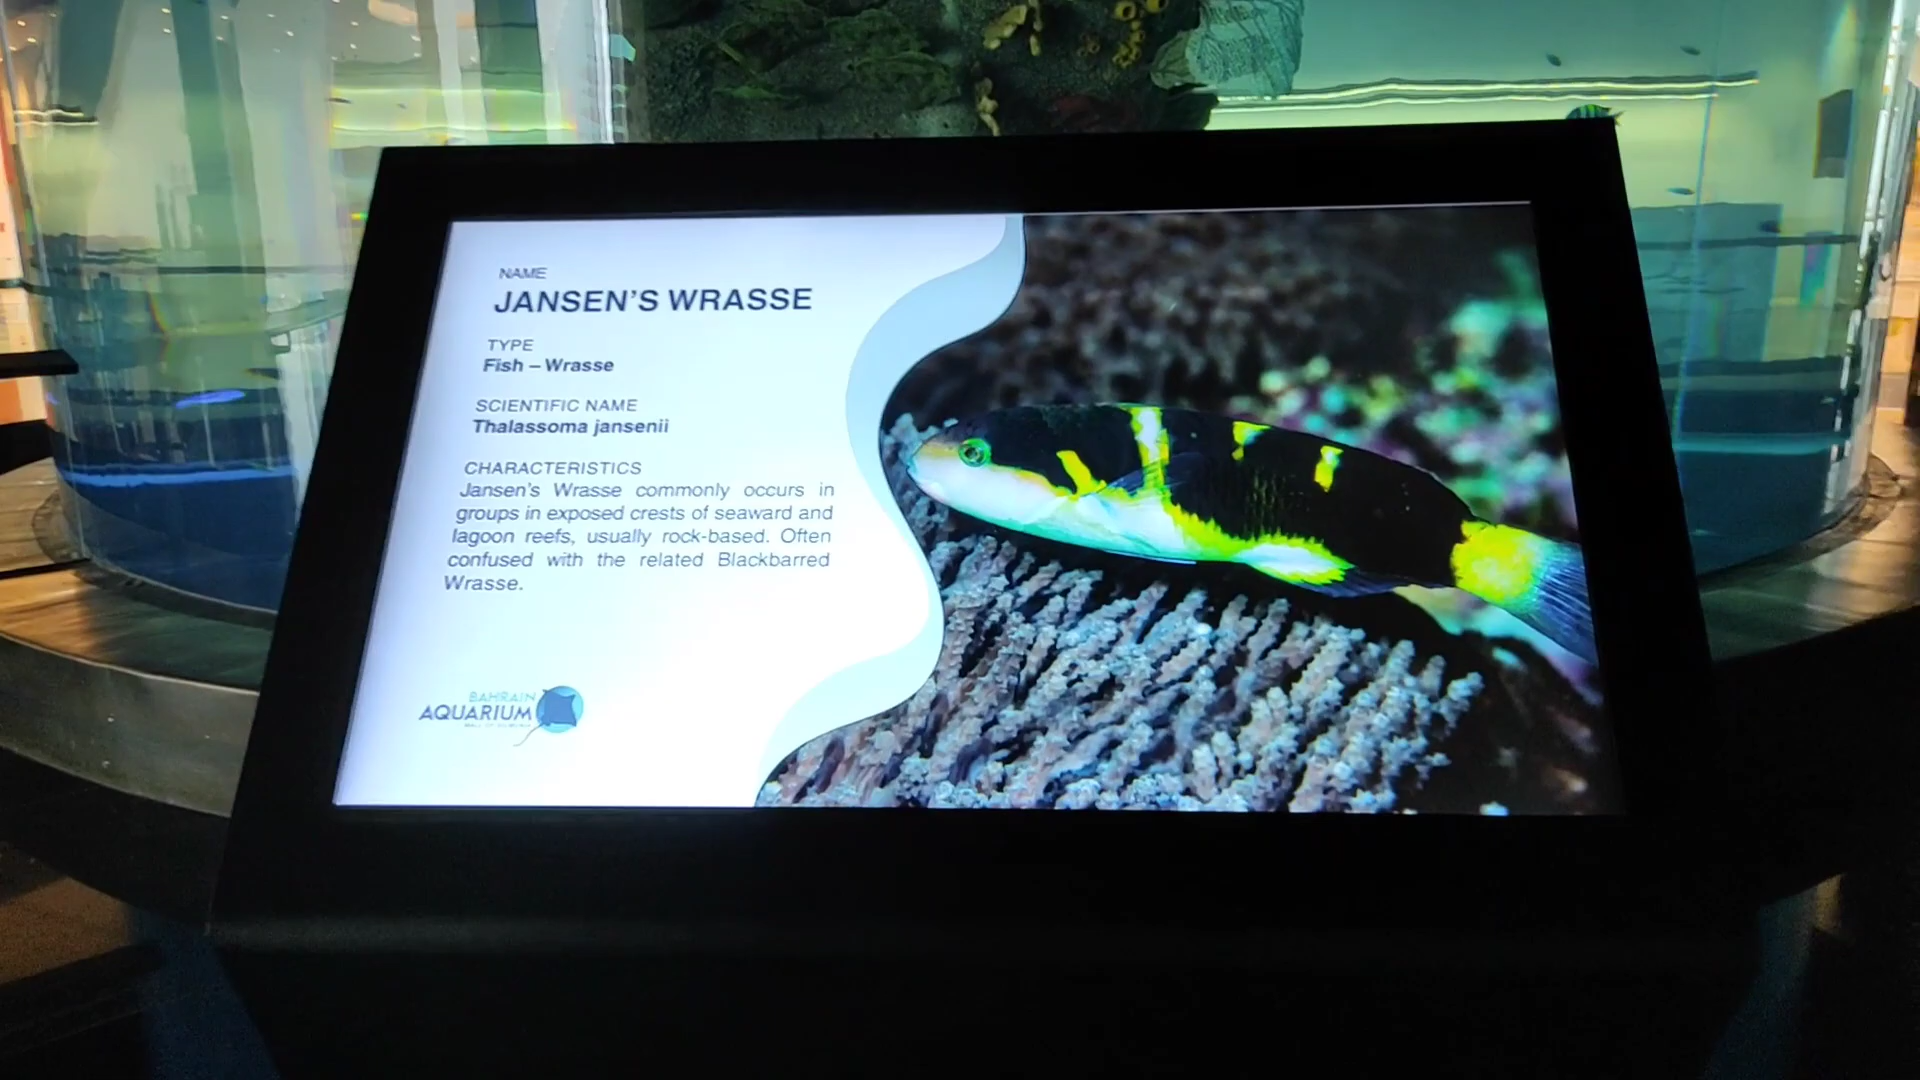 NAME
JANSEN'S WRASSE
TYPE
Fish – Wrasse
SCIENTIFIC NAME
Thalassoma jansenii
CHARACTERISTICS
Jansen's Wrasse commonly occurs in
groups in exposed crests of seaward and
lagoon reefs, usually rock-based. Often
confused with the related Blackbarred
Wrasse.
BAHRAIN
AQUARIUM